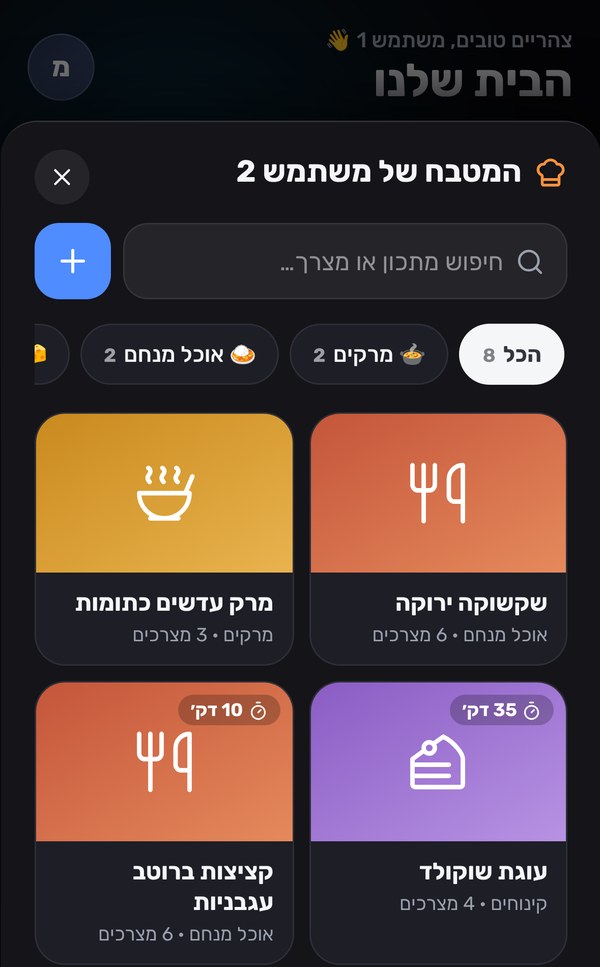 צהריים טובים, משתמש 1 👋
הבית שלנו
מ
המטבח של משתמש 2
חיפוש מתכון או מצרך...
הכל 8
🍲 מרקים 2
🍛 אוכל מנחם 2
שקשוקה ירוקה
אוכל מנחם • 6 מצרכים
מרק עדשים כתומות
מרקים • 3 מצרכים
35 דק׳
עוגת שוקולד
קינוחים • 4 מצרכים
10 דק׳
קציצות ברוטב
עגבניות
אוכל מנחם • 6 מצרכים